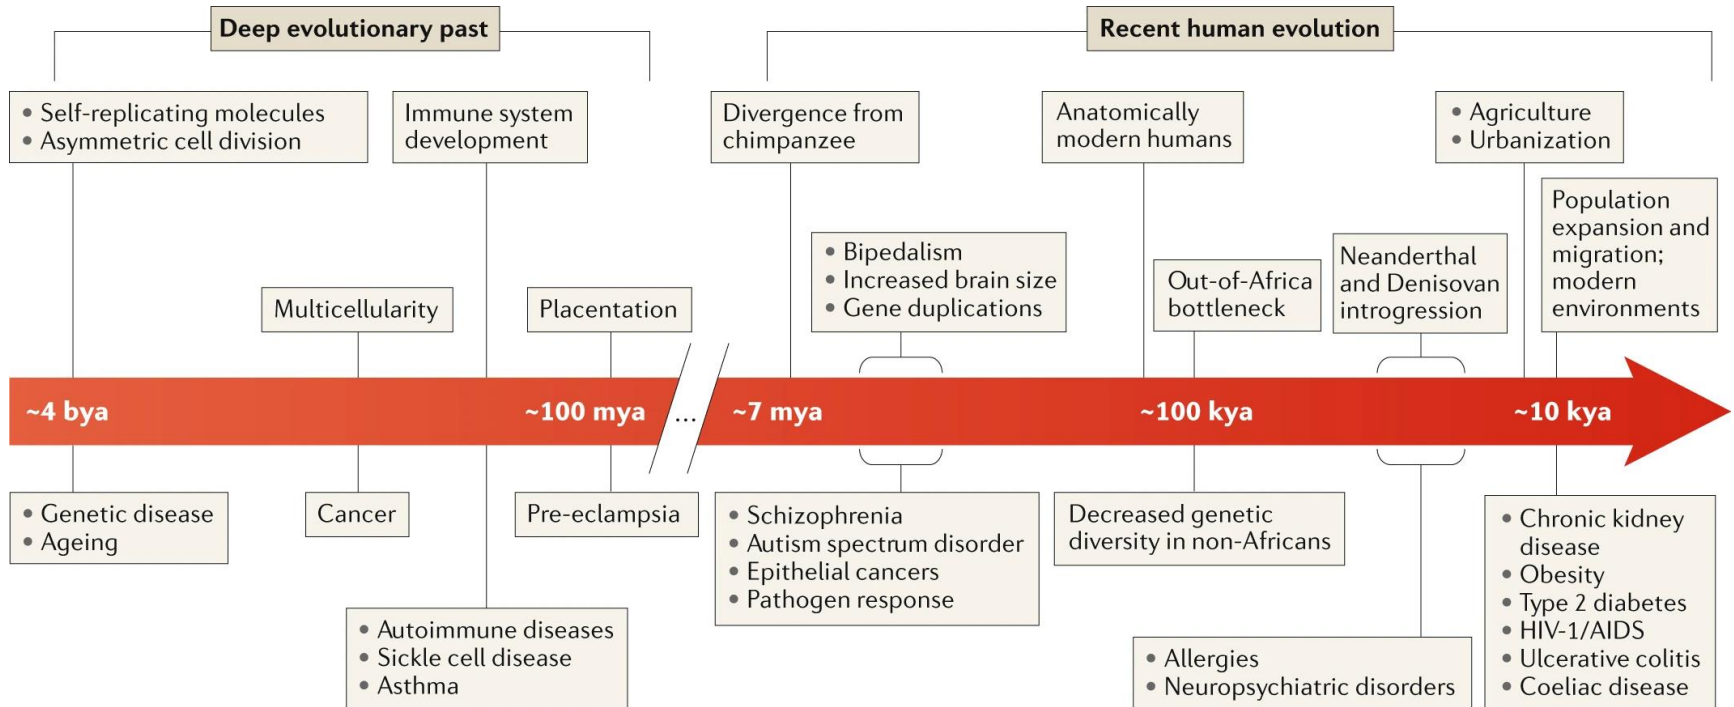 Deep evolutionary past
Recent human evolution
• Self-replicating molecules
• Asymmetric cell division
Immune system
development
Divergence from
chimpanzee
Anatomically
modern humans
• Agriculture
• Urbanization
Multicellularity
Placentation
• Bipedalism
• Increased brain size
• Gene duplications
Out-of-Africa
bottleneck
Neanderthal
and Denisovan
introgression
Population
expansion and
migration;
modern
environments
~4 bya
~100 mya
...
~7 mya
~100 kya
~10 kya
• Genetic disease
• Ageing
Cancer
• Autoimmune diseases
• Sickle cell disease
• Asthma
Pre-eclampsia
• Schizophrenia
• Autism spectrum disorder
• Epithelial cancers
• Pathogen response
Decreased genetic
diversity in non-Africans
• Allergies
• Neuropsychiatric disorders
• Chronic kidney
disease
• Obesity
• Type 2 diabetes
• HIV-1/AIDS
• Ulcerative colitis
• Coeliac disease